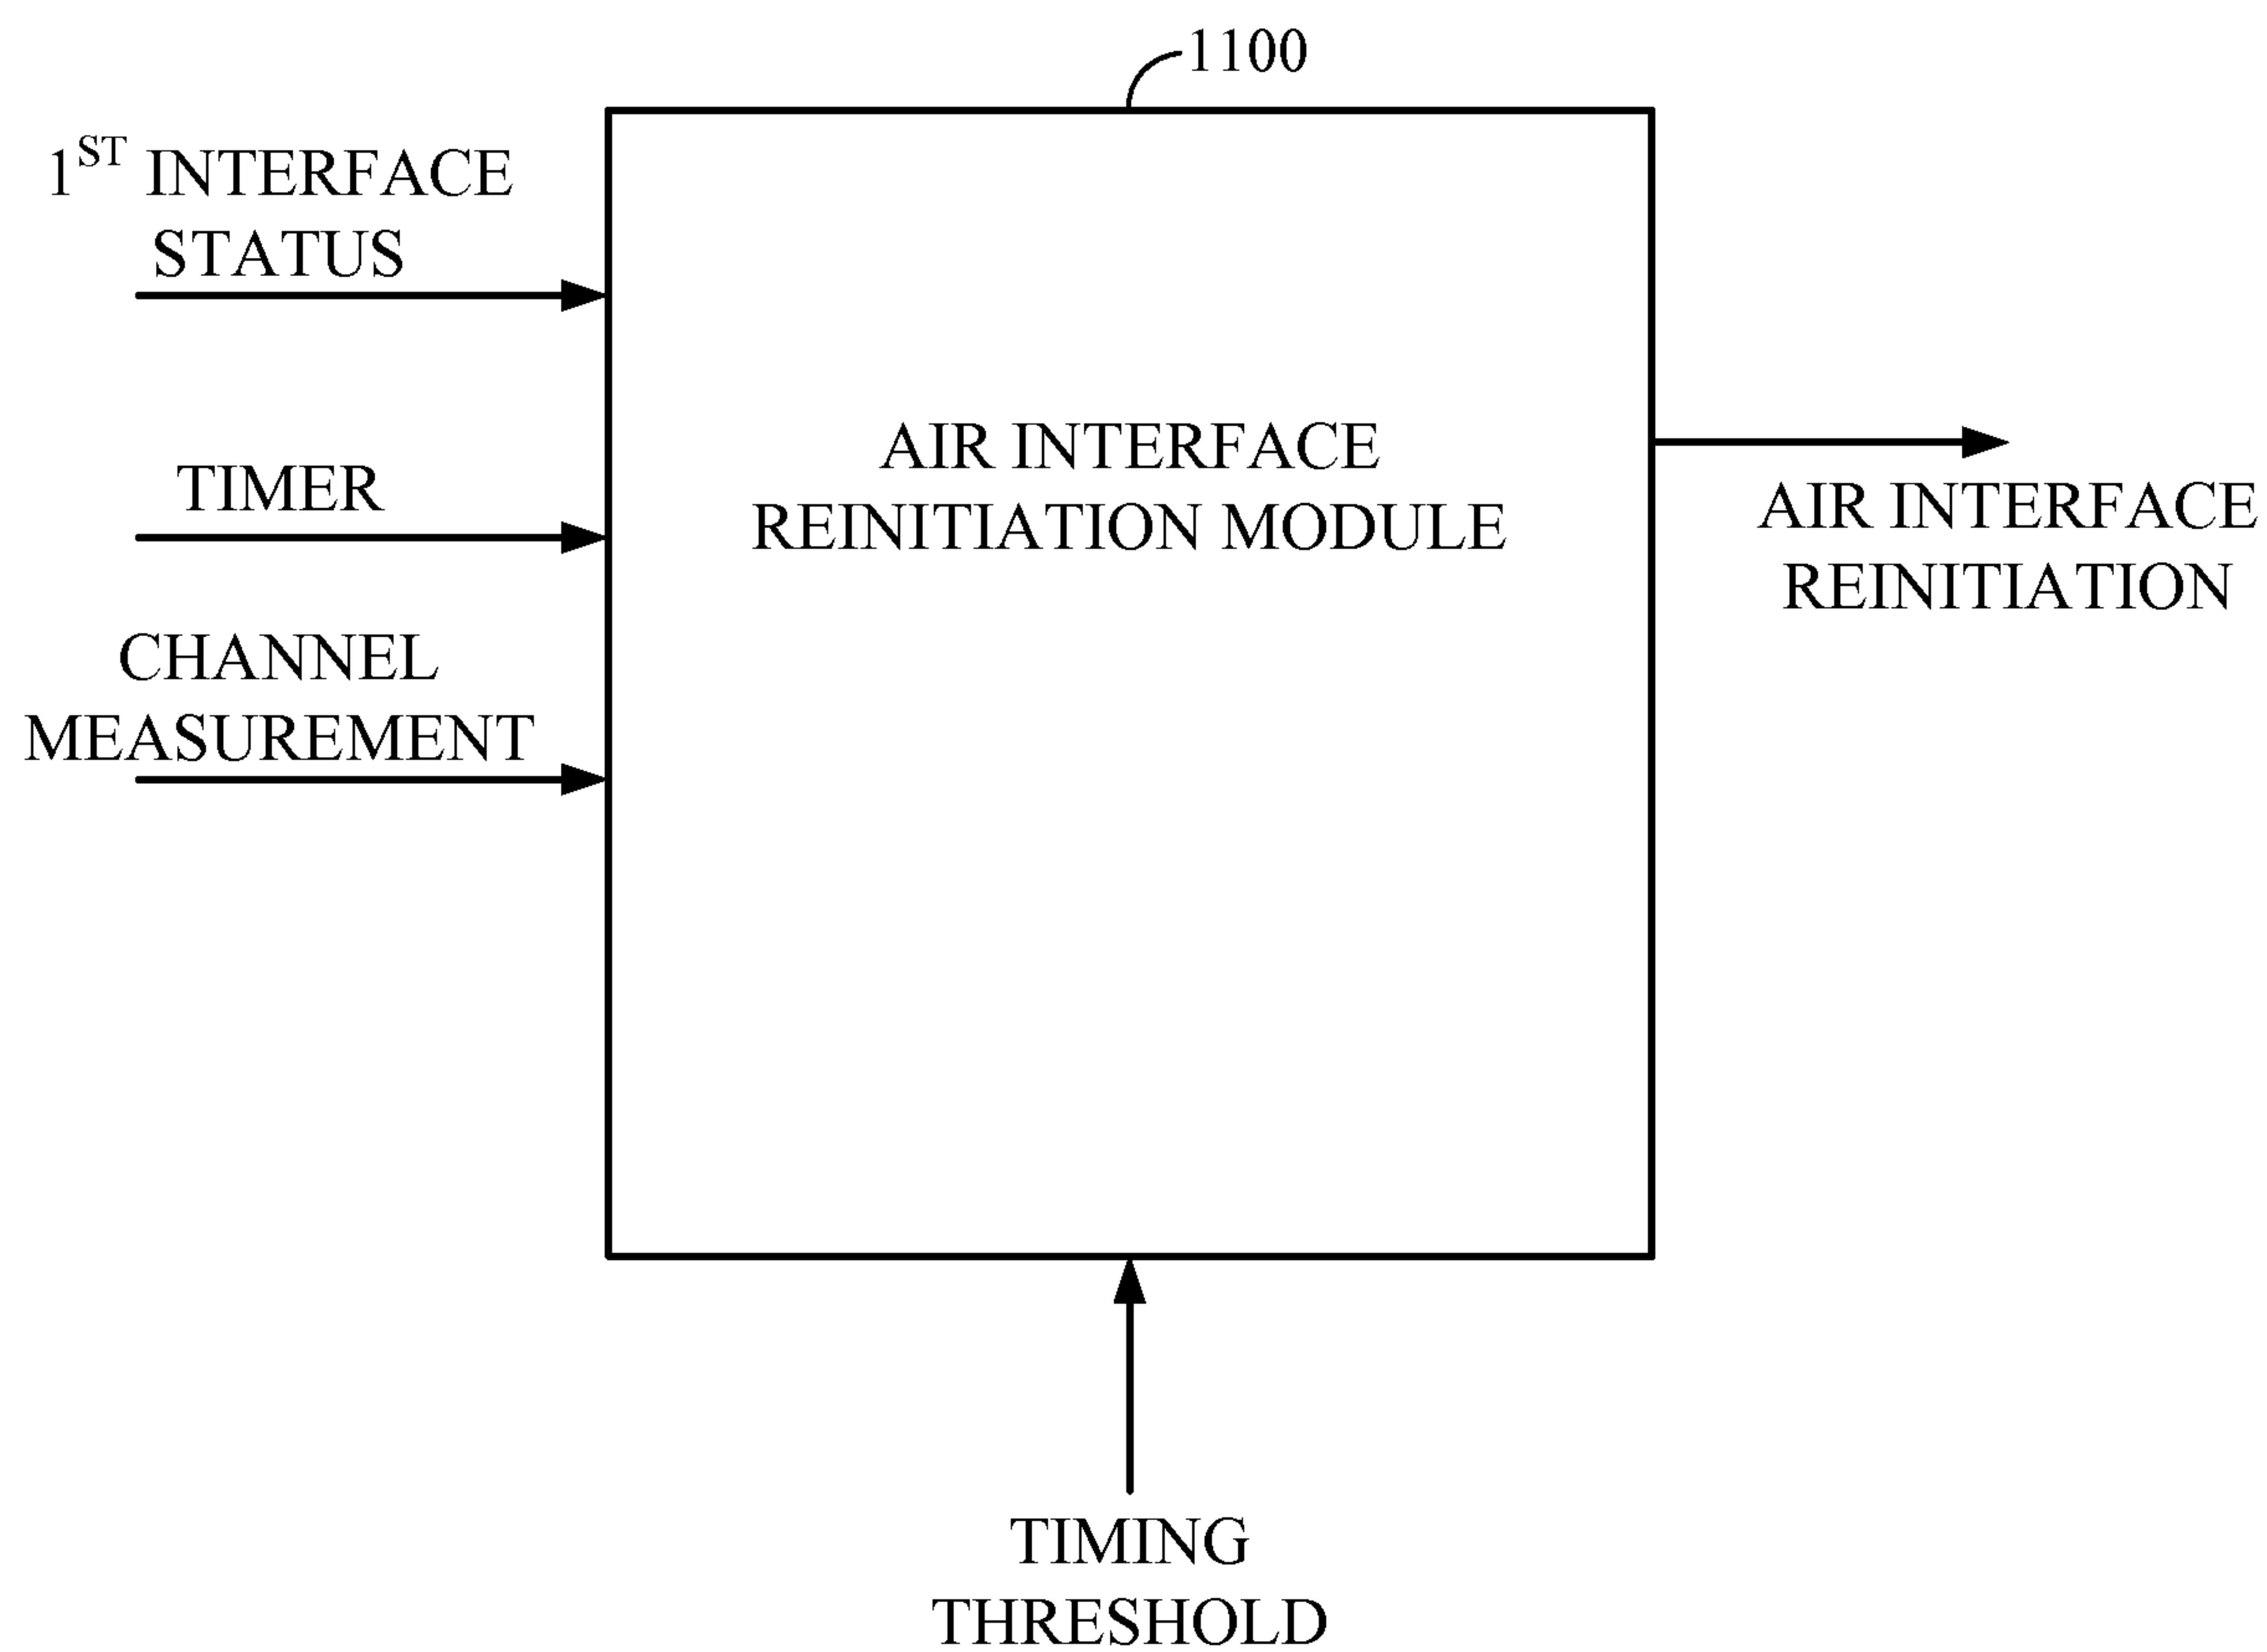 1100
1ST INTERFACE
STATUS
TIMER
CHANNEL
MEASUREMENT
AIR INTERFACE
REINITIATION MODULE
AIR INTERFACE
REINITIATION
TIMING
THRESHOLD